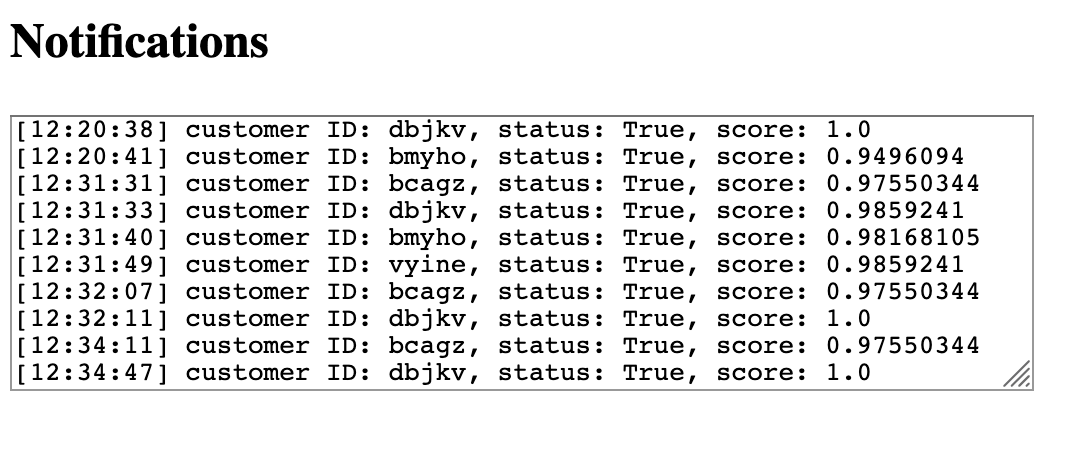 Notifications
[12:20:38] customer ID: dbjkv, status: True, score: 1.0
[12:20:41] customer ID: bmyho, status: True, score: 0.9496094
[12:31:31] customer ID: bcagz, status: True, score: 0.97550344
[12:31:33] customer ID: dbjkv, status: True, score: 0.9859241
[12:31:40] customer ID: bmyho, status: True, score: 0.98168105
[12:31:49] customer ID: vyine, status: True, score: 0.9859241
[12:32:07] customer ID: bcagz, status: True, score: 0.97550344
[12:32:11] customer ID: dbjkv, status: True, score: 1.0
[12:34:11] customer ID: bcagz, status: True, score: 0.97550344
[12:34:47] customer ID: dbjkv, status: True, score: 1.0